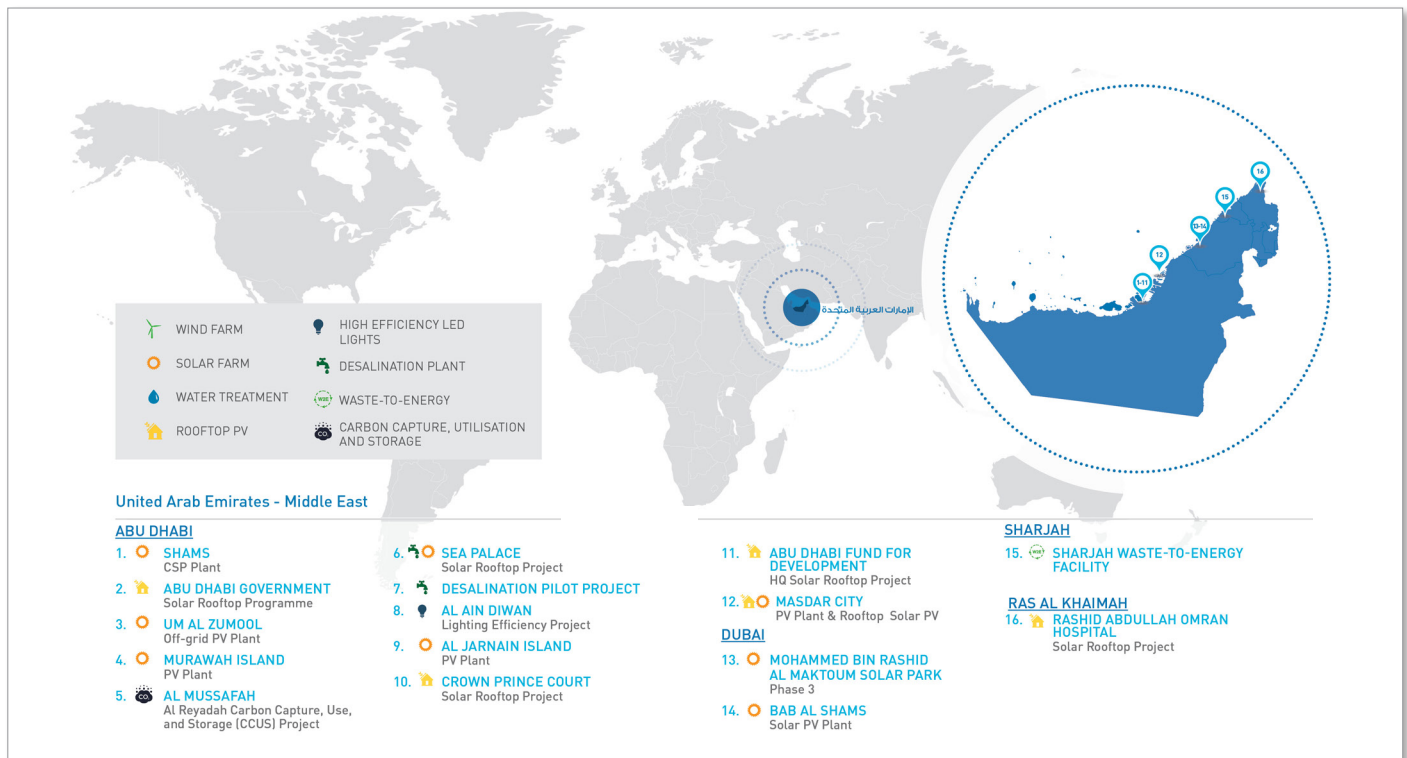 16
15
13-14
12
1-11
الإمارات العربية المتحدة
WIND FARM
SOLAR FARM
WATER TREATMENT
ROOFTOP PV
HIGH EFFICIENCY LED
LIGHTS
DESALINATION PLANT
W2E
WASTE-TO-ENERGY
CO₂
CARBON CAPTURE, UTILISATION
AND STORAGE
United Arab Emirates - Middle East
ABU DHABI
1. SHAMS
CSP Plant
2. ABU DHABI GOVERNMENT
Solar Rooftop Programme
3. UM AL ZUMOOL
Off-grid PV Plant
4. MURAWAH ISLAND
PV Plant
5. CO₂ AL MUSSAFAH
Al Reyadah Carbon Capture, Use,
and Storage (CCUS) Project
6. SEA PALACE
Solar Rooftop Project
7. DESALINATION PILOT PROJECT
8. AL AIN DIWAN
Lighting Efficiency Project
9. AL JARNAIN ISLAND
PV Plant
10. CROWN PRINCE COURT
Solar Rooftop Project
11. ABU DHABI FUND FOR
DEVELOPMENT
HQ Solar Rooftop Project
12. MASDAR CITY
PV Plant & Rooftop Solar PV
DUBAI
13. MOHAMMED BIN RASHID
AL MAKTOUM SOLAR PARK
Phase 3
14. BAB AL SHAMS
Solar PV Plant
SHARJAH
15. W2E SHARJAH WASTE-TO-ENERGY
FACILITY
RAS AL KHAIMAH
16. RASHID ABDULLAH OMRAN
HOSPITAL
Solar Rooftop Project